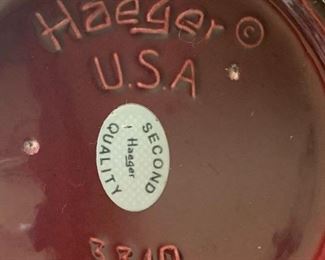 Haeger ©
U.S.A
SECOND
Haeger
QUALITY